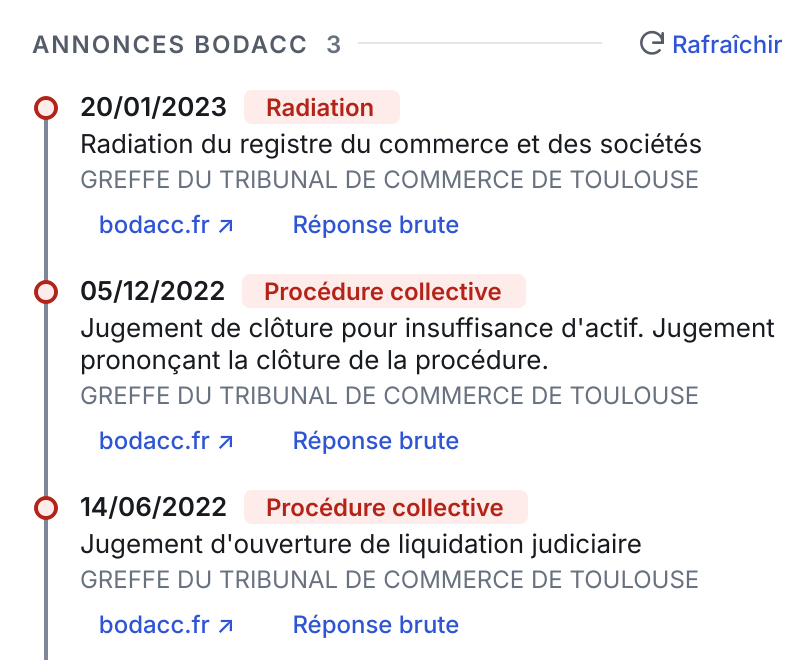 ANNONCES BODACC 3 Rafraîchir
20/01/2023 Radiation
Radiation du registre du commerce et des sociétés
GREFFE DU TRIBUNAL DE COMMERCE DE TOULOUSE
bodacc.fr ↗ Réponse brute
05/12/2022 Procédure collective
Jugement de clôture pour insuffisance d'actif. Jugement
prononçant la clôture de la procédure.
GREFFE DU TRIBUNAL DE COMMERCE DE TOULOUSE
bodacc.fr ↗ Réponse brute
14/06/2022 Procédure collective
Jugement d'ouverture de liquidation judiciaire
GREFFE DU TRIBUNAL DE COMMERCE DE TOULOUSE
bodacc.fr ↗ Réponse brute